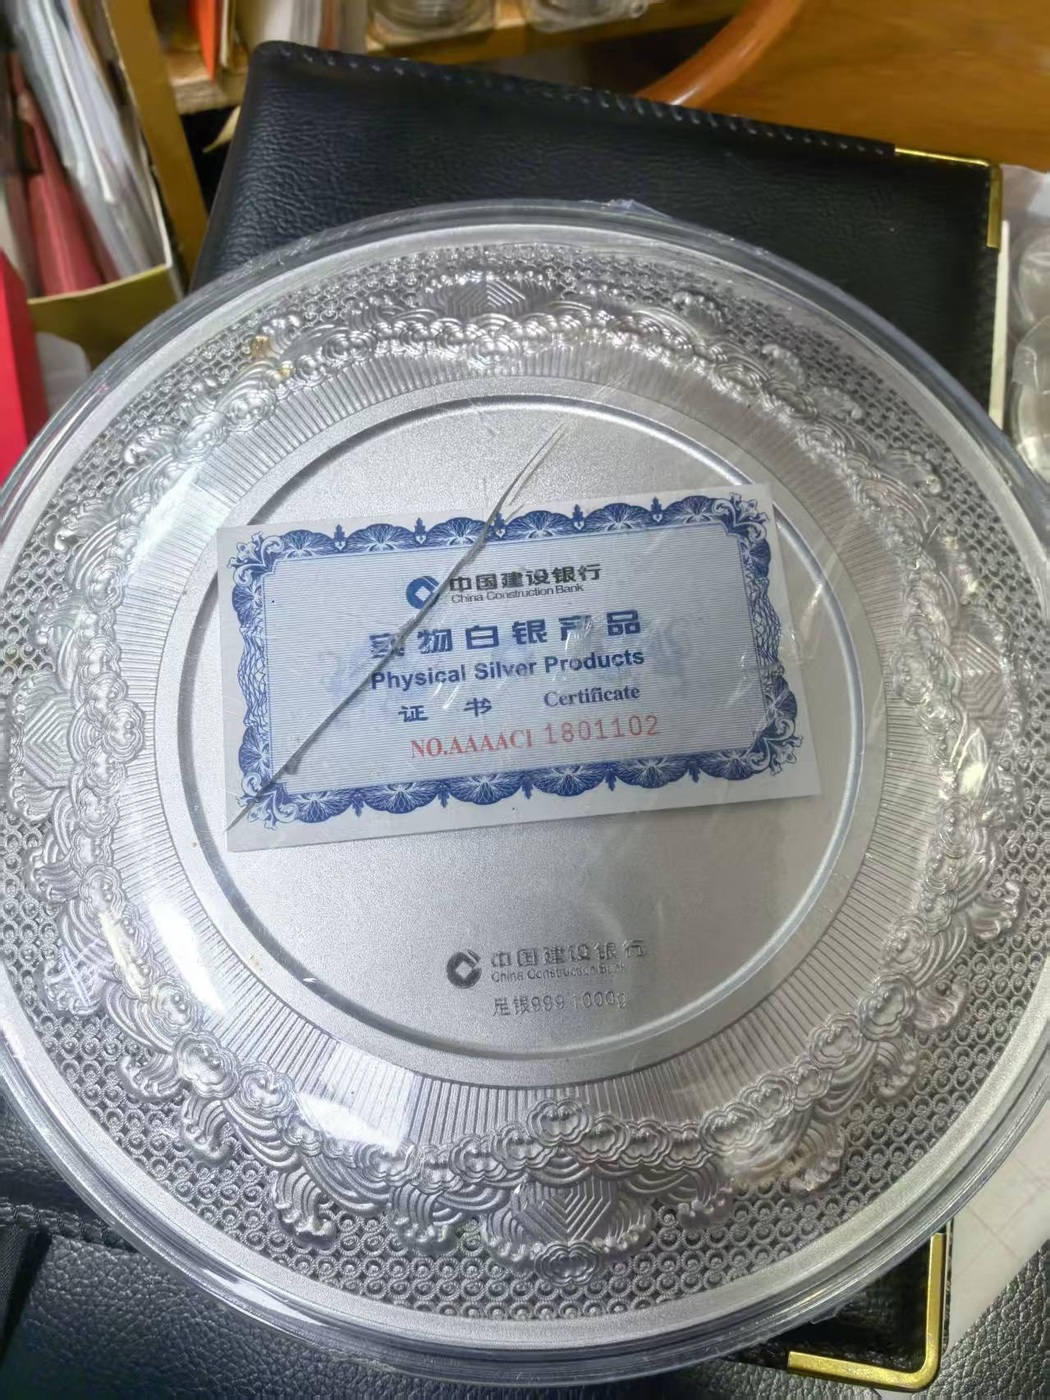 中国建设银行
China Construction Bank
实物白银产品
Physical Silver Products
证书 Certificate
NO.AAAAC1 1801102
中国建设银行
China Construction Bank
足银999 1000g